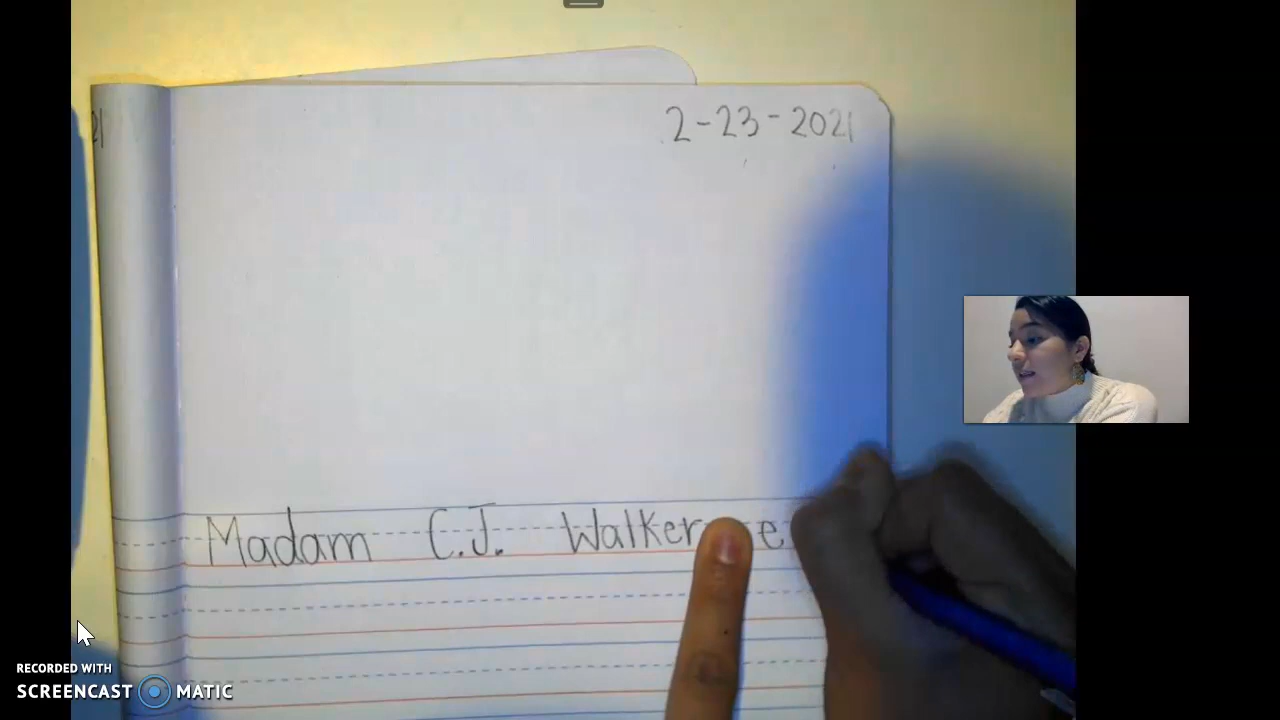 2-23-2021
Madam C.J. Walker e
RECORDED WITH
SCREENCAST MATIC